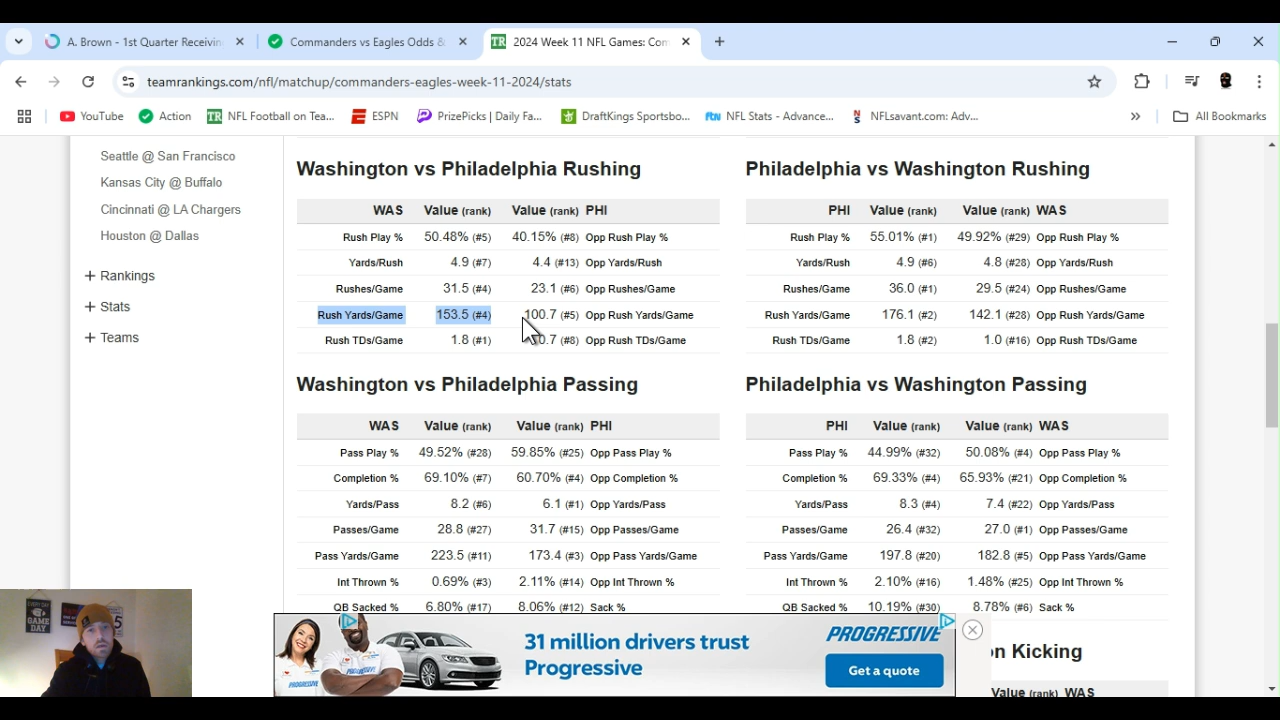 A. Brown - 1st Quarter Receivin
Commanders vs Eagles Odds &
TR 2024 Week 11 NFL Games: Com
teamrankings.com/nfl/matchup/commanders-eagles-week-11-2024/stats
YouTube Action TR NFL Football on Tea... ESPN PrizePicks | Daily Fa... DraftKings Sportsbo... ftn NFL Stats - Advance... NFLsavant.com: Adv... » All Bookmarks
Seattle @ San Francisco
Kansas City @ Buffalo
Cincinnati @ LA Chargers
Houston @ Dallas
+ Rankings
+ Stats
+ Teams
Washington vs Philadelphia Rushing
WAS Value (rank) Value (rank) PHI
Rush Play % 50.48% (#5) 40.15% (#8) Opp Rush Play %
Yards/Rush 4.9 (#7) 4.4 (#13) Opp Yards/Rush
Rushes/Game 31.5 (#4) 23.1 (#6) Opp Rushes/Game
Rush Yards/Game 153.5 (#4) 100.7 (#5) Opp Rush Yards/Game
Rush TDs/Game 1.8 (#1) 0.7 (#8) Opp Rush TDs/Game
Philadelphia vs Washington Rushing
PHI Value (rank) Value (rank) WAS
Rush Play % 55.01% (#1) 49.92% (#29) Opp Rush Play %
Yards/Rush 4.9 (#6) 4.8 (#28) Opp Yards/Rush
Rushes/Game 36.0 (#1) 29.5 (#24) Opp Rushes/Game
Rush Yards/Game 176.1 (#2) 142.1 (#28) Opp Rush Yards/Game
Rush TDs/Game 1.8 (#2) 1.0 (#16) Opp Rush TDs/Game
Washington vs Philadelphia Passing
WAS Value (rank) Value (rank) PHI
Pass Play % 49.52% (#28) 59.85% (#25) Opp Pass Play %
Completion % 69.10% (#7) 60.70% (#4) Opp Completion %
Yards/Pass 8.2 (#6) 6.1 (#1) Opp Yards/Pass
Passes/Game 28.8 (#27) 31.7 (#15) Opp Passes/Game
Pass Yards/Game 223.5 (#11) 173.4 (#3) Opp Pass Yards/Game
Int Thrown % 0.69% (#3) 2.11% (#14) Opp Int Thrown %
QB Sacked % 6.80% (#17) 8.06% (#12) Sack %
Philadelphia vs Washington Passing
PHI Value (rank) Value (rank) WAS
Pass Play % 44.99% (#32) 50.08% (#4) Opp Pass Play %
Completion % 69.33% (#4) 65.93% (#21) Opp Completion %
Yards/Pass 8.3 (#4) 7.4 (#22) Opp Yards/Pass
Passes/Game 26.4 (#32) 27.0 (#1) Opp Passes/Game
Pass Yards/Game 197.8 (#20) 182.8 (#5) Opp Pass Yards/Game
Int Thrown % 2.10% (#16) 1.48% (#25) Opp Int Thrown %
QB Sacked % 10.19% (#30) 8.78% (#6) Sack %
on Kicking
Value (rank) WAS
31 million drivers trust
Progressive
PROGRESSIVE
Get a quote
GAME
DAY